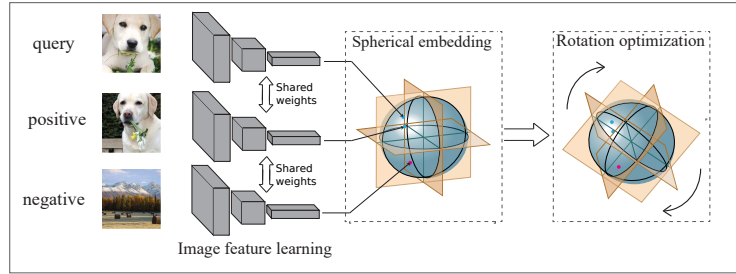 query
positive
negative
Shared
weights
Shared
weights
Image feature learning
Spherical embedding
Rotation optimization